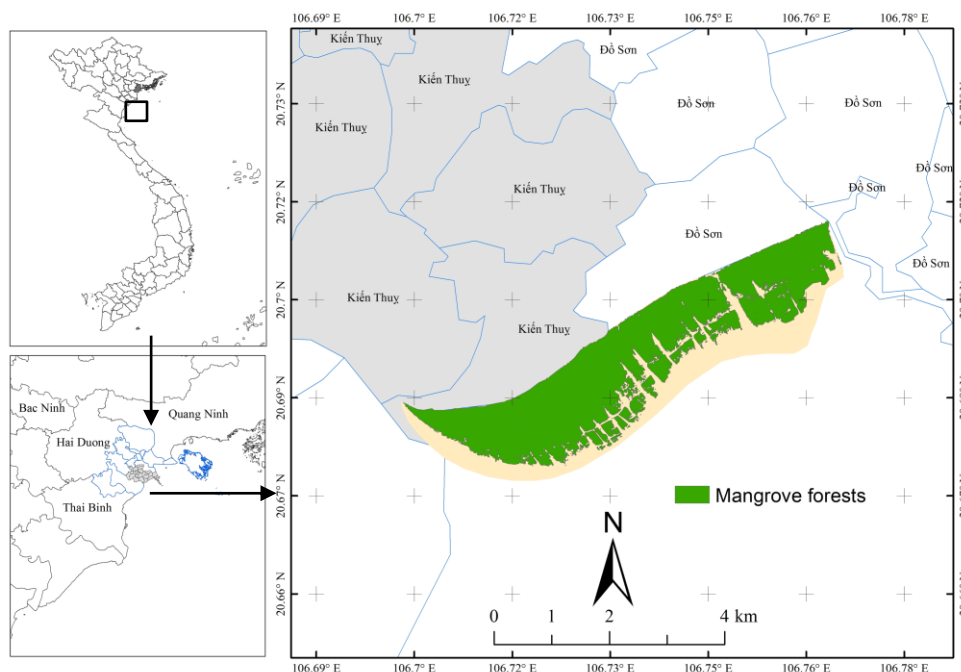 106.69° E 106.7° E 106.72° E 106.73° E 106.75° E 106.76° E 106.78° E
Kiến Thuỵ
Kiến Thuỵ
Đồ Sơn
Kiến Thuỵ
Đồ Sơn
Đồ Sơn
20.73° N
Kiến Thuỵ
Đồ Sơn
Kiến Thuỵ
Đồ Sơn
20.72° N
Đồ Sơn
Đồ Sơn
Kiến Thuỵ
20.7° N
Kiến Thuỵ
20.69° N
Bac Ninh
Quang Ninh
Hai Duong
Thai Binh
20.67° N
Mangrove forests
N
20.66° N
0 1 2 4 km
106.69° E 106.7° E 106.72° E 106.73° E 106.75° E 106.76° E 106.78° E